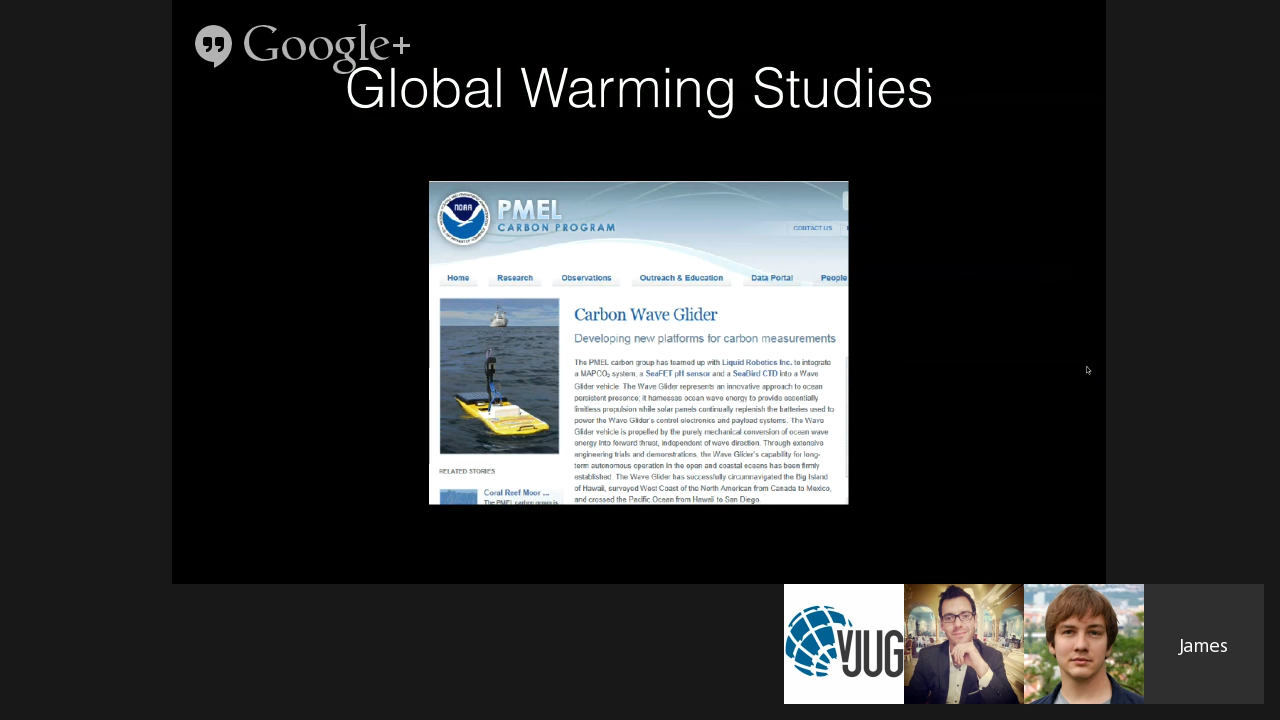 Google+
Global Warming Studies
NOAA
PMEL
CARBON PROGRAM
CONTACT US
Home Research Observations Outreach & Education Data Portal People
Carbon Wave Glider
Developing new platforms for carbon measurements
The PMEL carbon group has teamed up with Liquid Robotics Inc. to integrate
a MAPCO2 system, a SeaFET pH sensor and a SeaBird CTD into a Wave
Glider vehicle. The Wave Glider represents an innovative approach to ocean
persistent presence; it harnesses ocean wave energy to provide essentially
limitless propulsion while solar panels continually replenish the batteries used to
power the Wave Glider's control electronics and payload systems. The Wave
Glider vehicle is propelled by the purely mechanical conversion of ocean wave
energy into forward thrust, independent of wave direction. Through extensive
engineering trials and demonstrations, the Wave Glider's capability for long-
term autonomous operation in the open and coastal oceans has been firmly
established. The Wave Glider has successfully circumnavigated the Big Island
of Hawaii, surveyed West Coast of the North American from Canada to Mexico,
and crossed the Pacific Ocean from Hawaii to San Diego.
RELATED STORIES
Coral Reef Moor ...
The PMEL carbon group is
vJUG
James